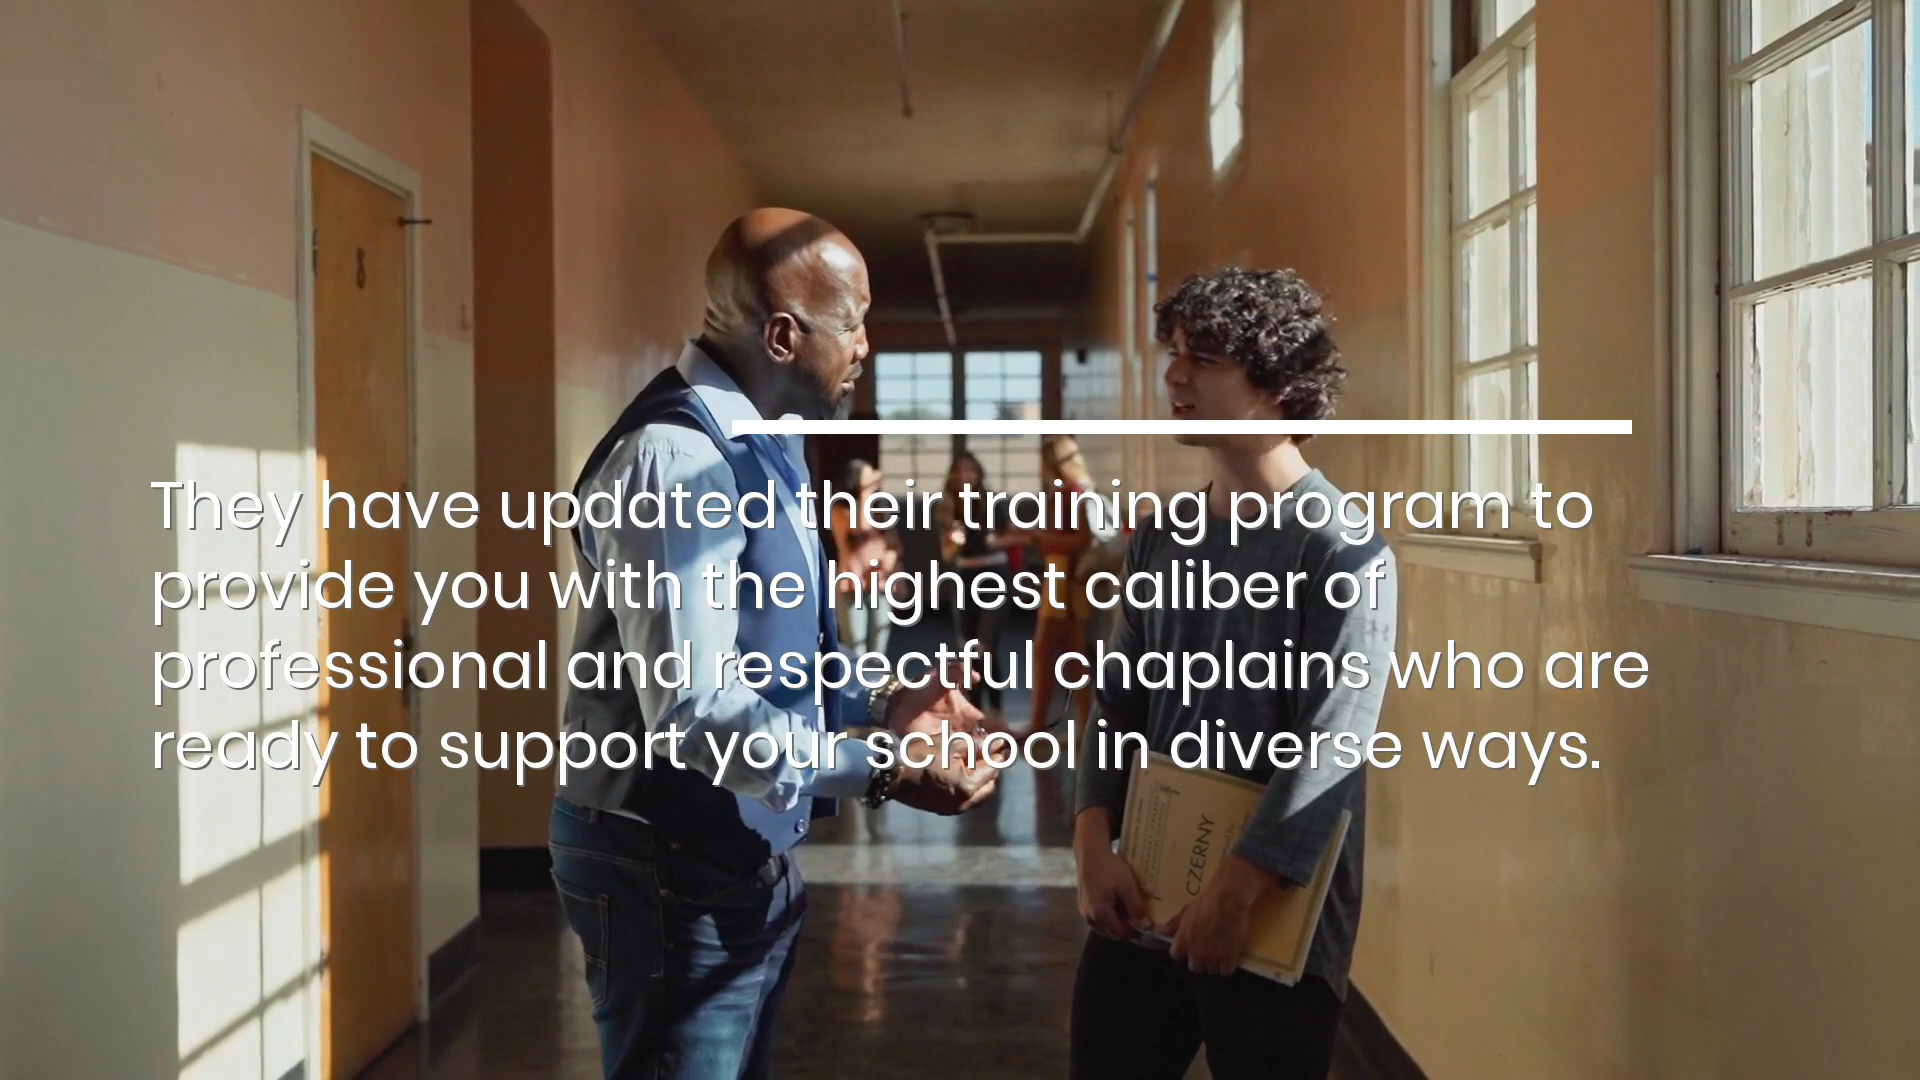 8
They have updated their training program to
provide you with the highest caliber of
professional and respectful chaplains who are
ready to support your school in diverse ways.
CZERNY